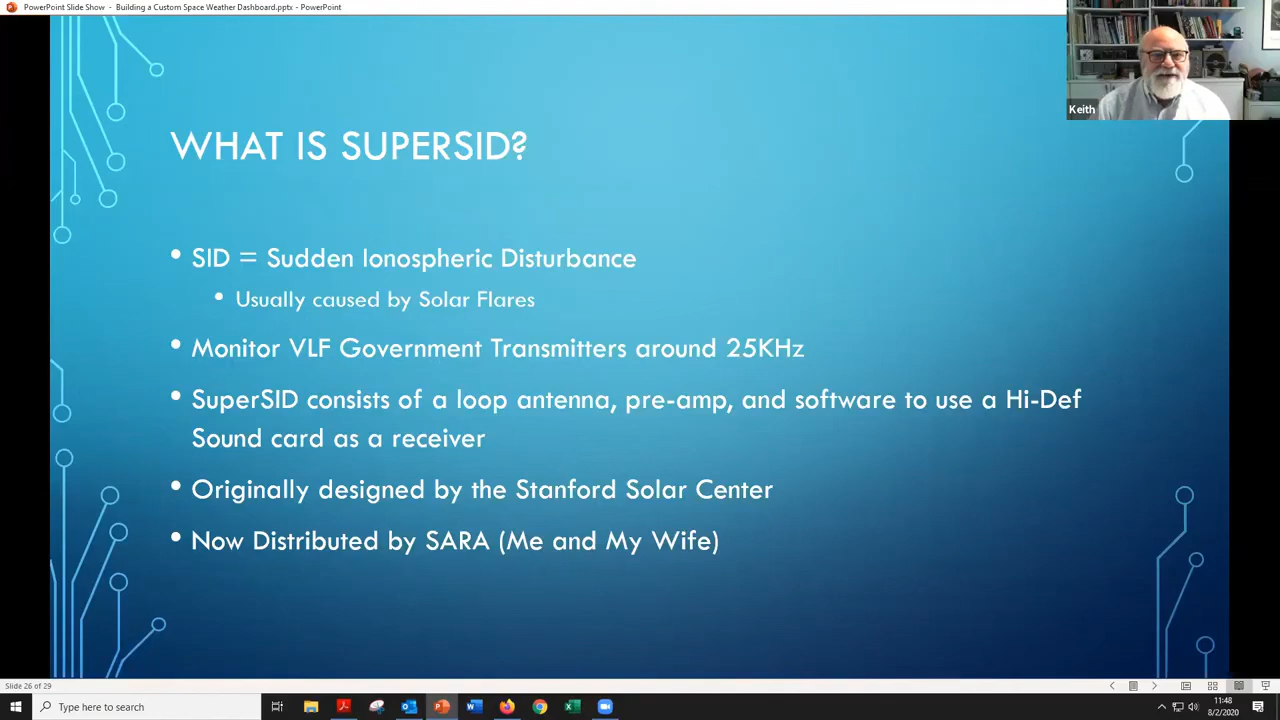 PowerPoint Slide Show - Building a Custom Space Weather Dashboard.pptx - PowerPoint
Keith
WHAT IS SUPERSID?
• SID = Sudden Ionospheric Disturbance
• Usually caused by Solar Flares
• Monitor VLF Government Transmitters around 25KHz
• SuperSID consists of a loop antenna, pre-amp, and software to use a Hi-Def
Sound card as a receiver
• Originally designed by the Stanford Solar Center
• Now Distributed by SARA (Me and My Wife)
Slide 26 of 29
Type here to search
11:48
8/2/2020